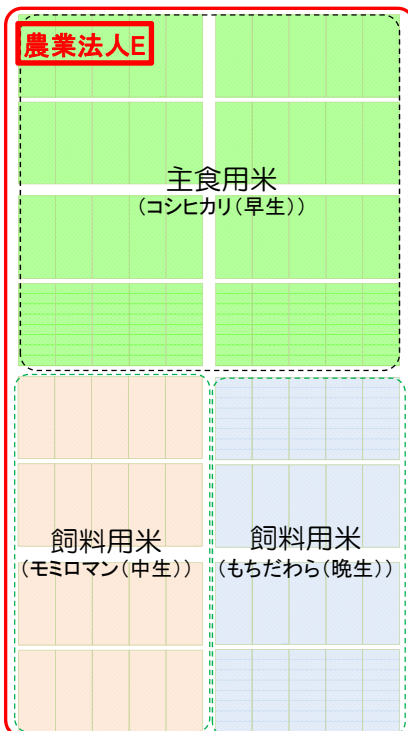 農業法人E
主食用米
(コシヒカリ(早生))
飼料用米
(モミロマン(中生))
飼料用米
(もちだわら(晩生))